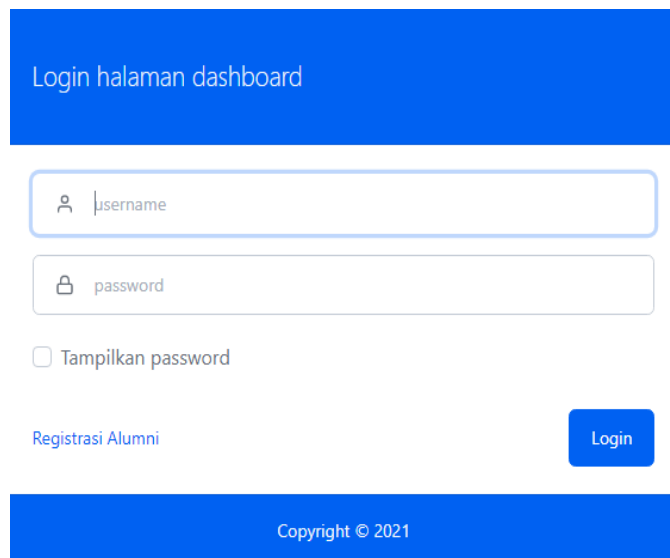 Login halaman dashboard
username
password
Tampilkan password
Registrasi Alumni
Login
Copyright © 2021